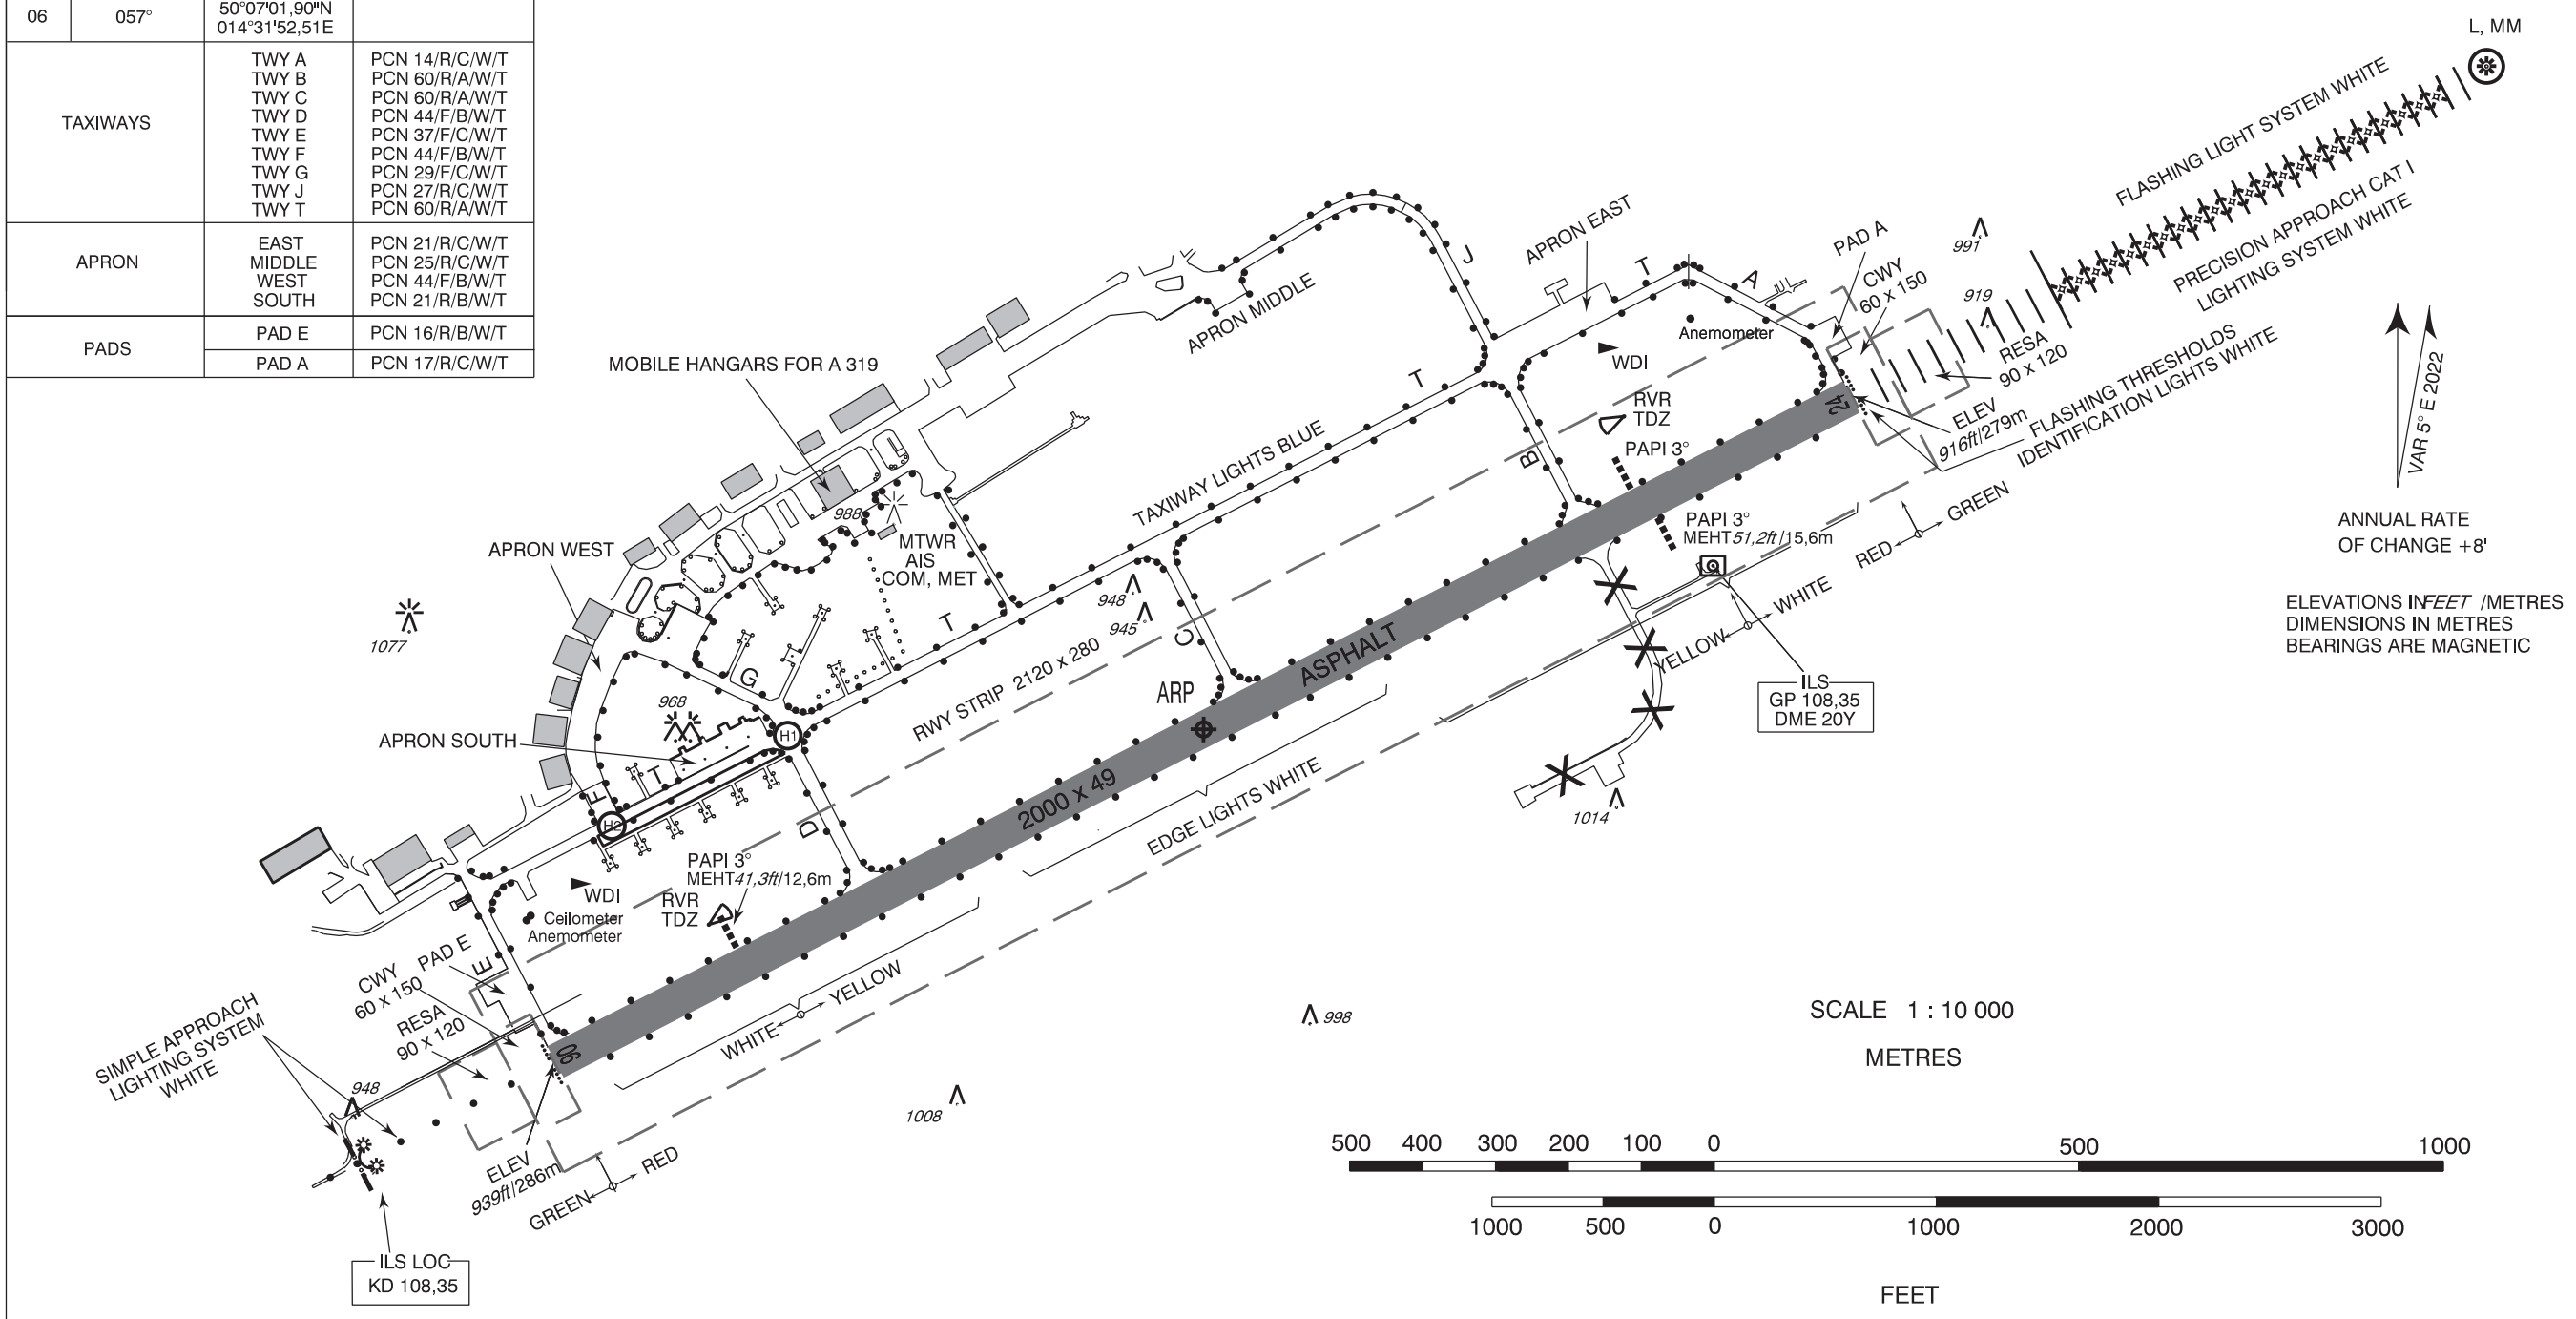 06
057°
50°07'01,90"N
014°31'52,51E
TAXIWAYS
TWY A PCN 14/R/C/W/T
TWY B PCN 60/R/A/W/T
TWY C PCN 60/R/A/W/T
TWY D PCN 44/F/B/W/T
TWY E PCN 37/F/C/W/T
TWY F PCN 44/F/B/W/T
TWY G PCN 29/F/C/W/T
TWY J PCN 27/R/C/W/T
TWY T PCN 60/R/A/W/T
APRON
EAST PCN 21/R/C/W/T
MIDDLE PCN 25/R/C/W/T
WEST PCN 44/F/B/W/T
SOUTH PCN 21/R/B/W/T
PADS
PAD E PCN 16/R/B/W/T
PAD A PCN 17/R/C/W/T
L, MM
FLASHING LIGHT SYSTEM WHITE
PRECISION APPROACH CAT I
LIGHTING SYSTEM WHITE
APRON EAST
PAD A
991
CWY
60 x 150
919
RESA
90 x 120
J
T
A
Anemometer
APRON MIDDLE
WDI
FLASHING THRESHOLDS
IDENTIFICATION LIGHTS WHITE
ELEV
916ft/279m
24
VAR 5° E 2022
ANNUAL RATE
OF CHANGE +8'
ELEVATIONS IN FEET /METRES
DIMENSIONS IN METRES
BEARINGS ARE MAGNETIC
MOBILE HANGARS FOR A 319
T
RVR
TDZ
PAPI 3°
B
TAXIWAY LIGHTS BLUE
988
MTWR
AIS
COM, MET
APRON WEST
PAPI 3°
MEHT 51,2ft/15,6m
GREEN
RED
WHITE
YELLOW
ILS
GP 108,35
DME 20Y
1077
948
945
C
T
G
RWY STRIP 2120 x 280
ARP
ASPHALT
968
APRON SOUTH
H1
T
F
H2
D
2000 x 49
EDGE LIGHTS WHITE
1014
WDI
Ceilometer
Anemometer
PAPI 3°
MEHT 41,3ft/12,6m
RVR
TDZ
E
PAD E
CWY
60 x 150
RESA
90 x 120
YELLOW
WHITE
998
1008
SIMPLE APPROACH
LIGHTING SYSTEM
WHITE
948
06
ELEV
939ft/286m
RED
GREEN
ILS LOC
KD 108,35
SCALE 1 : 10 000
METRES
500 400 300 200 100 0 500 1000
1000 500 0 1000 2000 3000
FEET